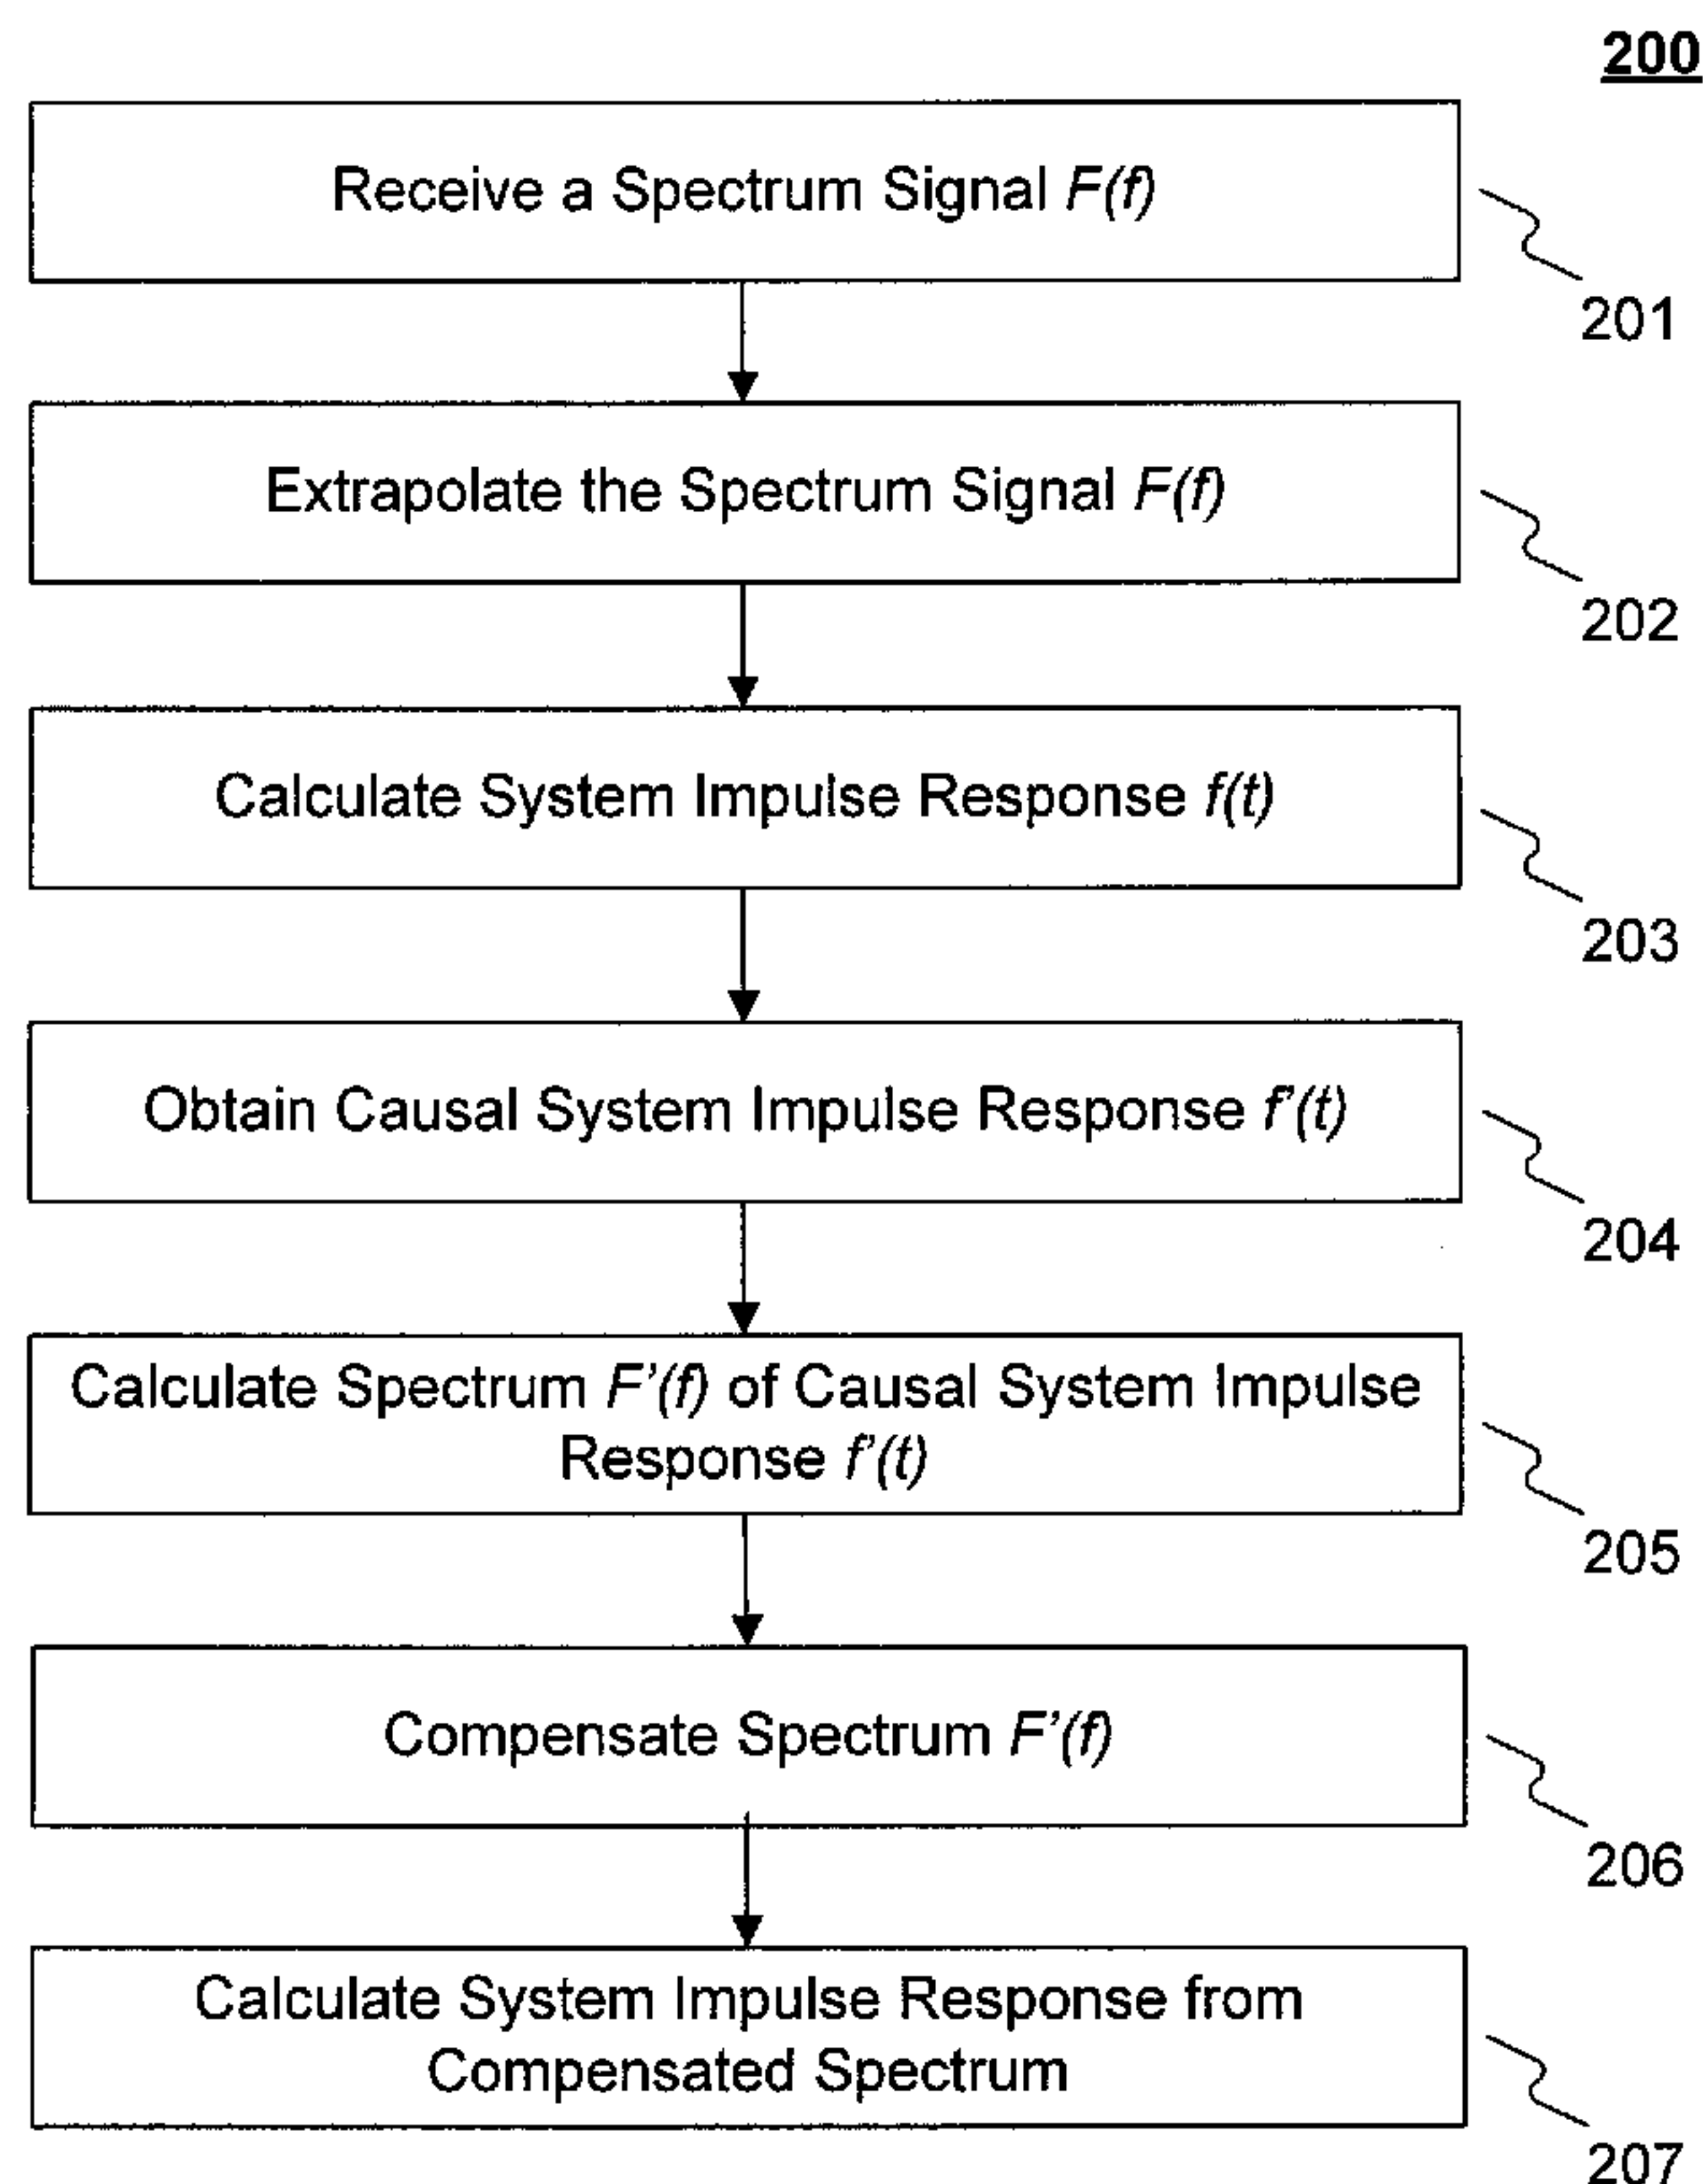 200
Receive a Spectrum Signal F(f)
201
Extrapolate the Spectrum Signal F(f)
202
Calculate System Impulse Response f(t)
203
Obtain Causal System Impulse Response f'(t)
204
Calculate Spectrum F'(f) of Causal System Impulse
Response f'(t)
205
Compensate Spectrum F'(f)
206
Calculate System Impulse Response from
Compensated Spectrum
207